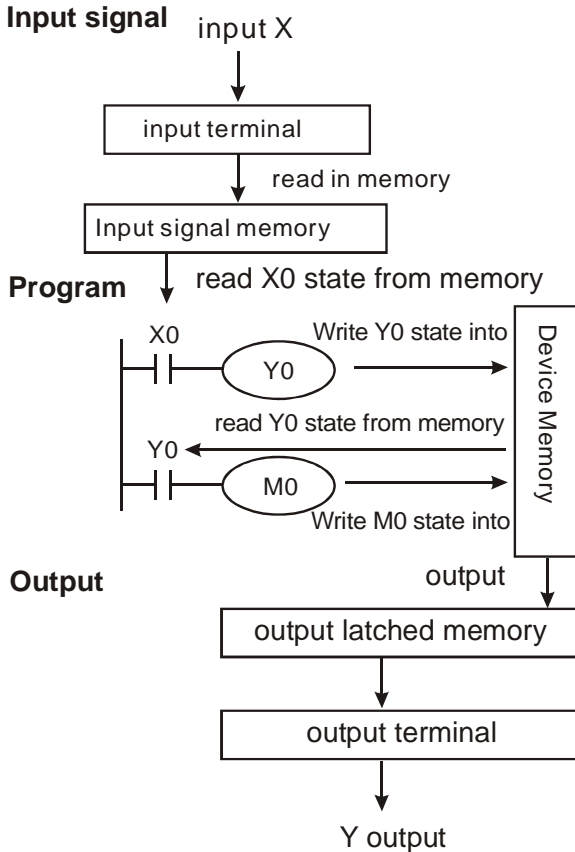 Input signal
input X
input terminal
read in memory
Input signal memory
read X0 state from memory
Program
X0
Write Y0 state into
Y0
Device Memory
read Y0 state from memory
Y0
M0
Write M0 state into
Output
output
output latched memory
output terminal
Y output